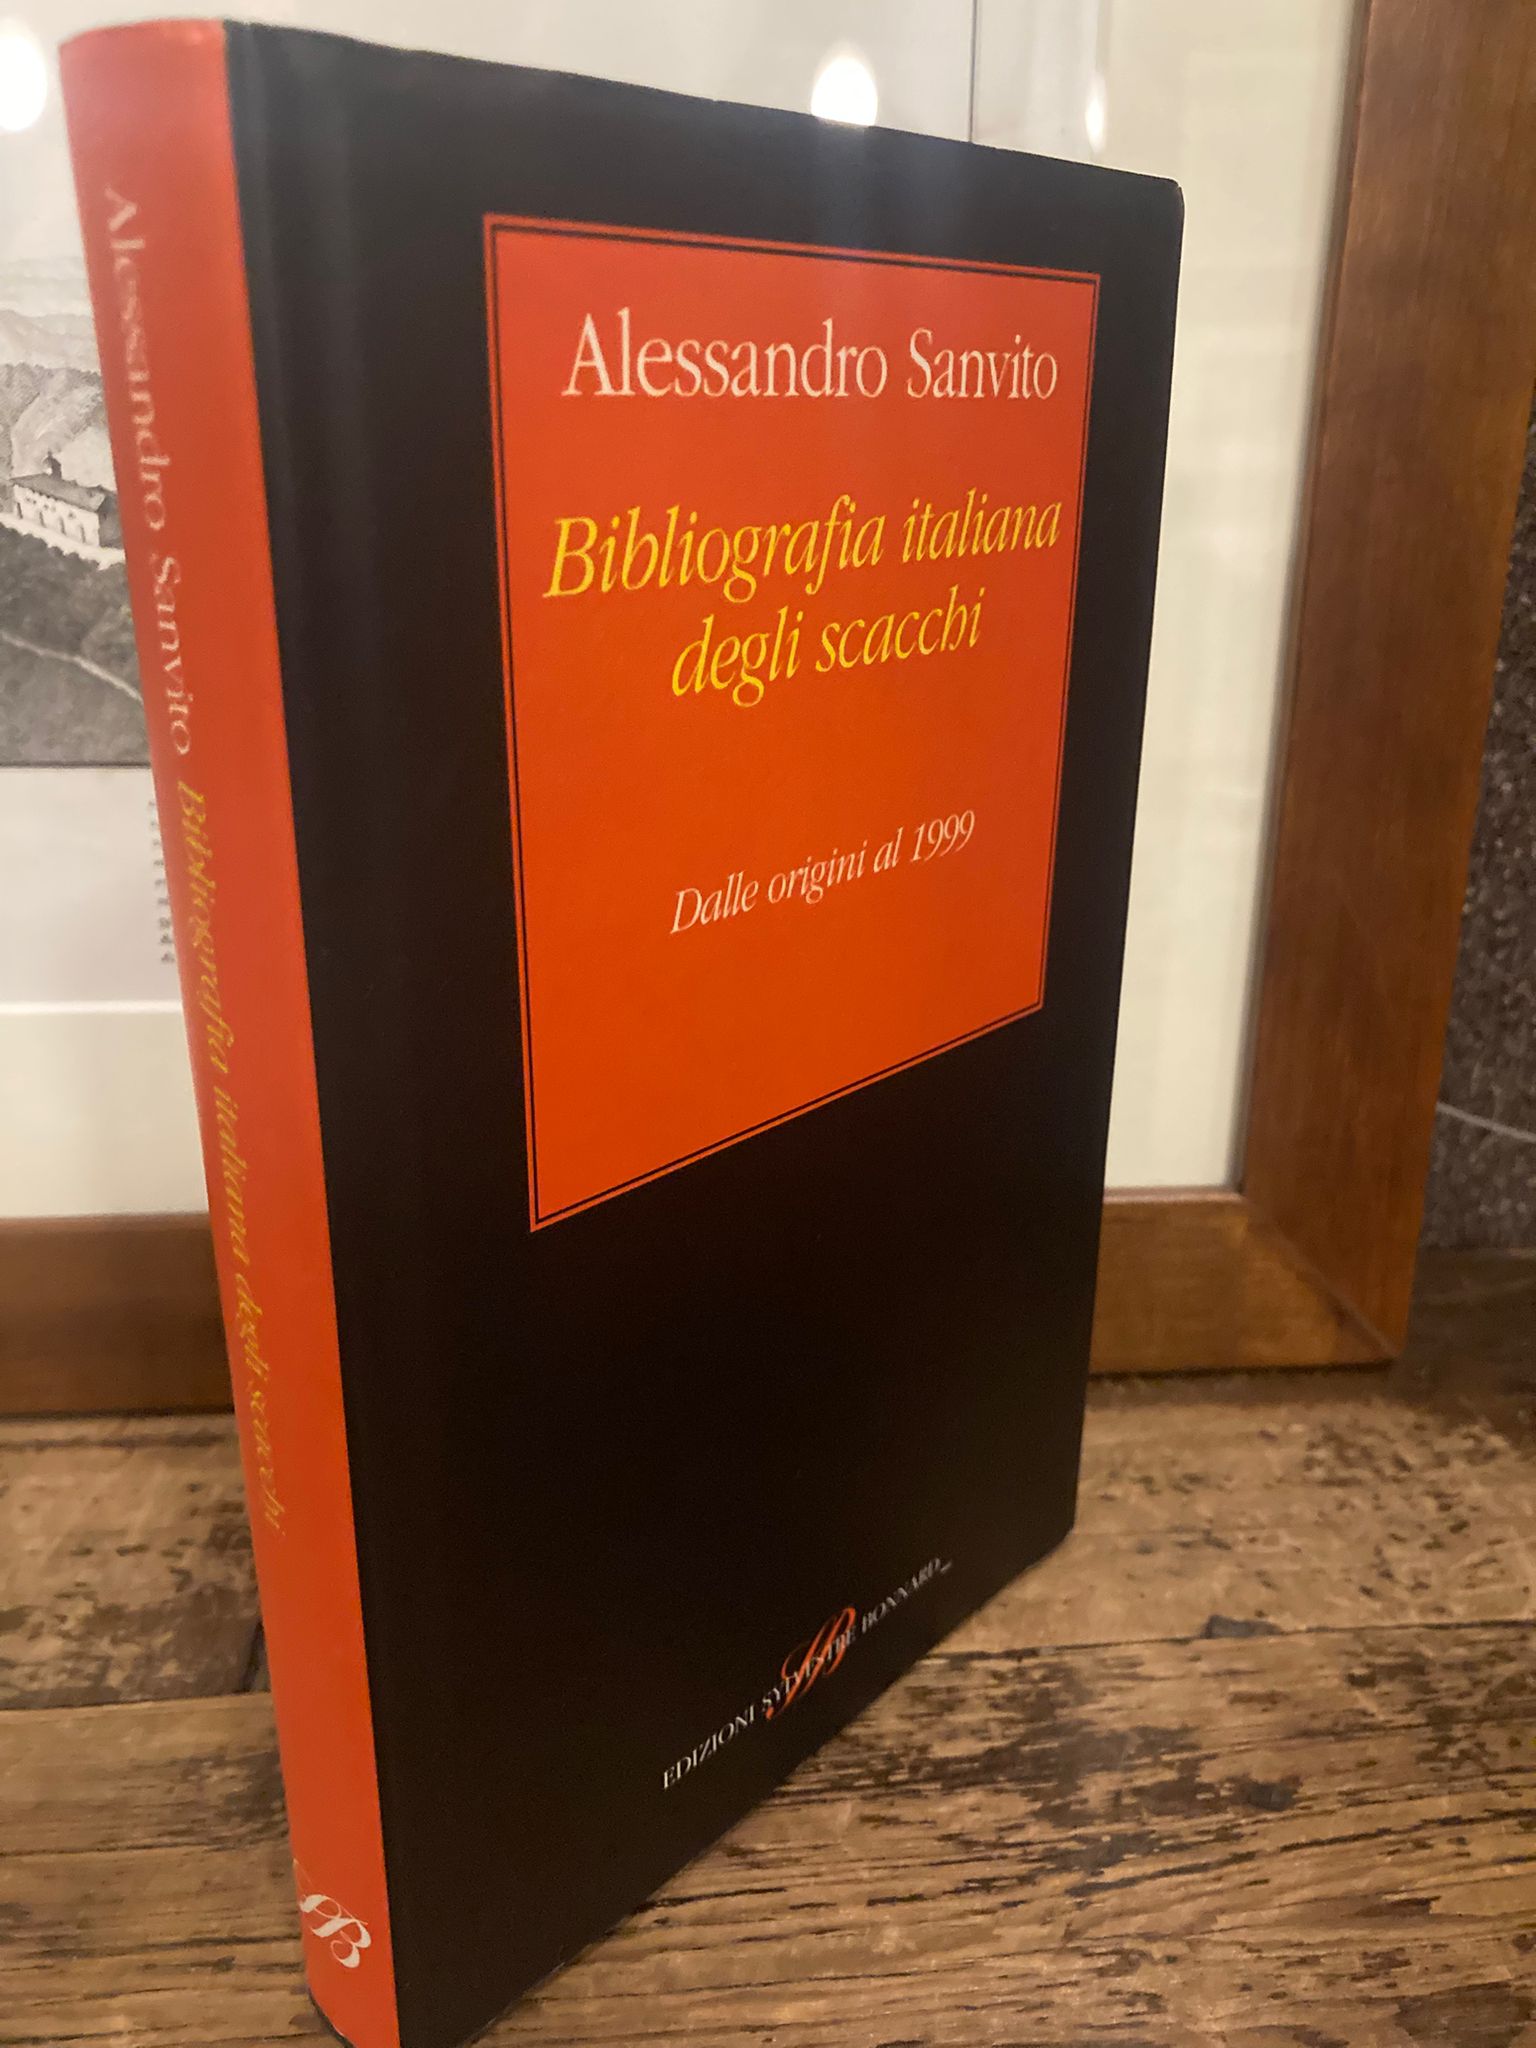 Alessandro Sanvito
Bibliografia italiana
degli scacchi
Dalle origini al 1999
EDIZIONI SYLVESTRE BONNARD
Alessandro Sanvito Bibliografia italiana degli scacchi
SB